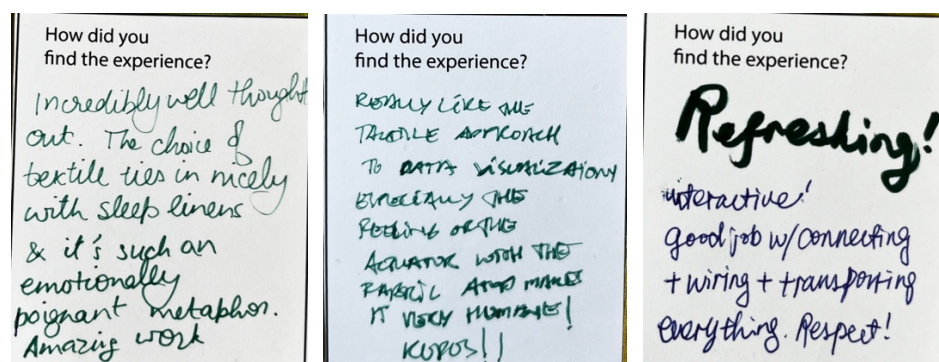 How did you
find the experience?
Incredibly well thought
out. The choice of
textile ties in nicely
with sleep linens
& it's such an
emotionally
poignant metaphor.
Amazing work
How did you
find the experience?
REALLY LIKE THE
TACTILE APPROACH
TO DATA VISUALIZATION
ESPECIALLY THE
FEELING OF THE
ACTUATOR WITH THE
FABRIC AND MAKES
IT VERY HUMANE!
KUDOS!!
How did you
find the experience?
Refreshing!
interactive!
good job w/ connecting
+ wiring + transporting
everything. Respect!